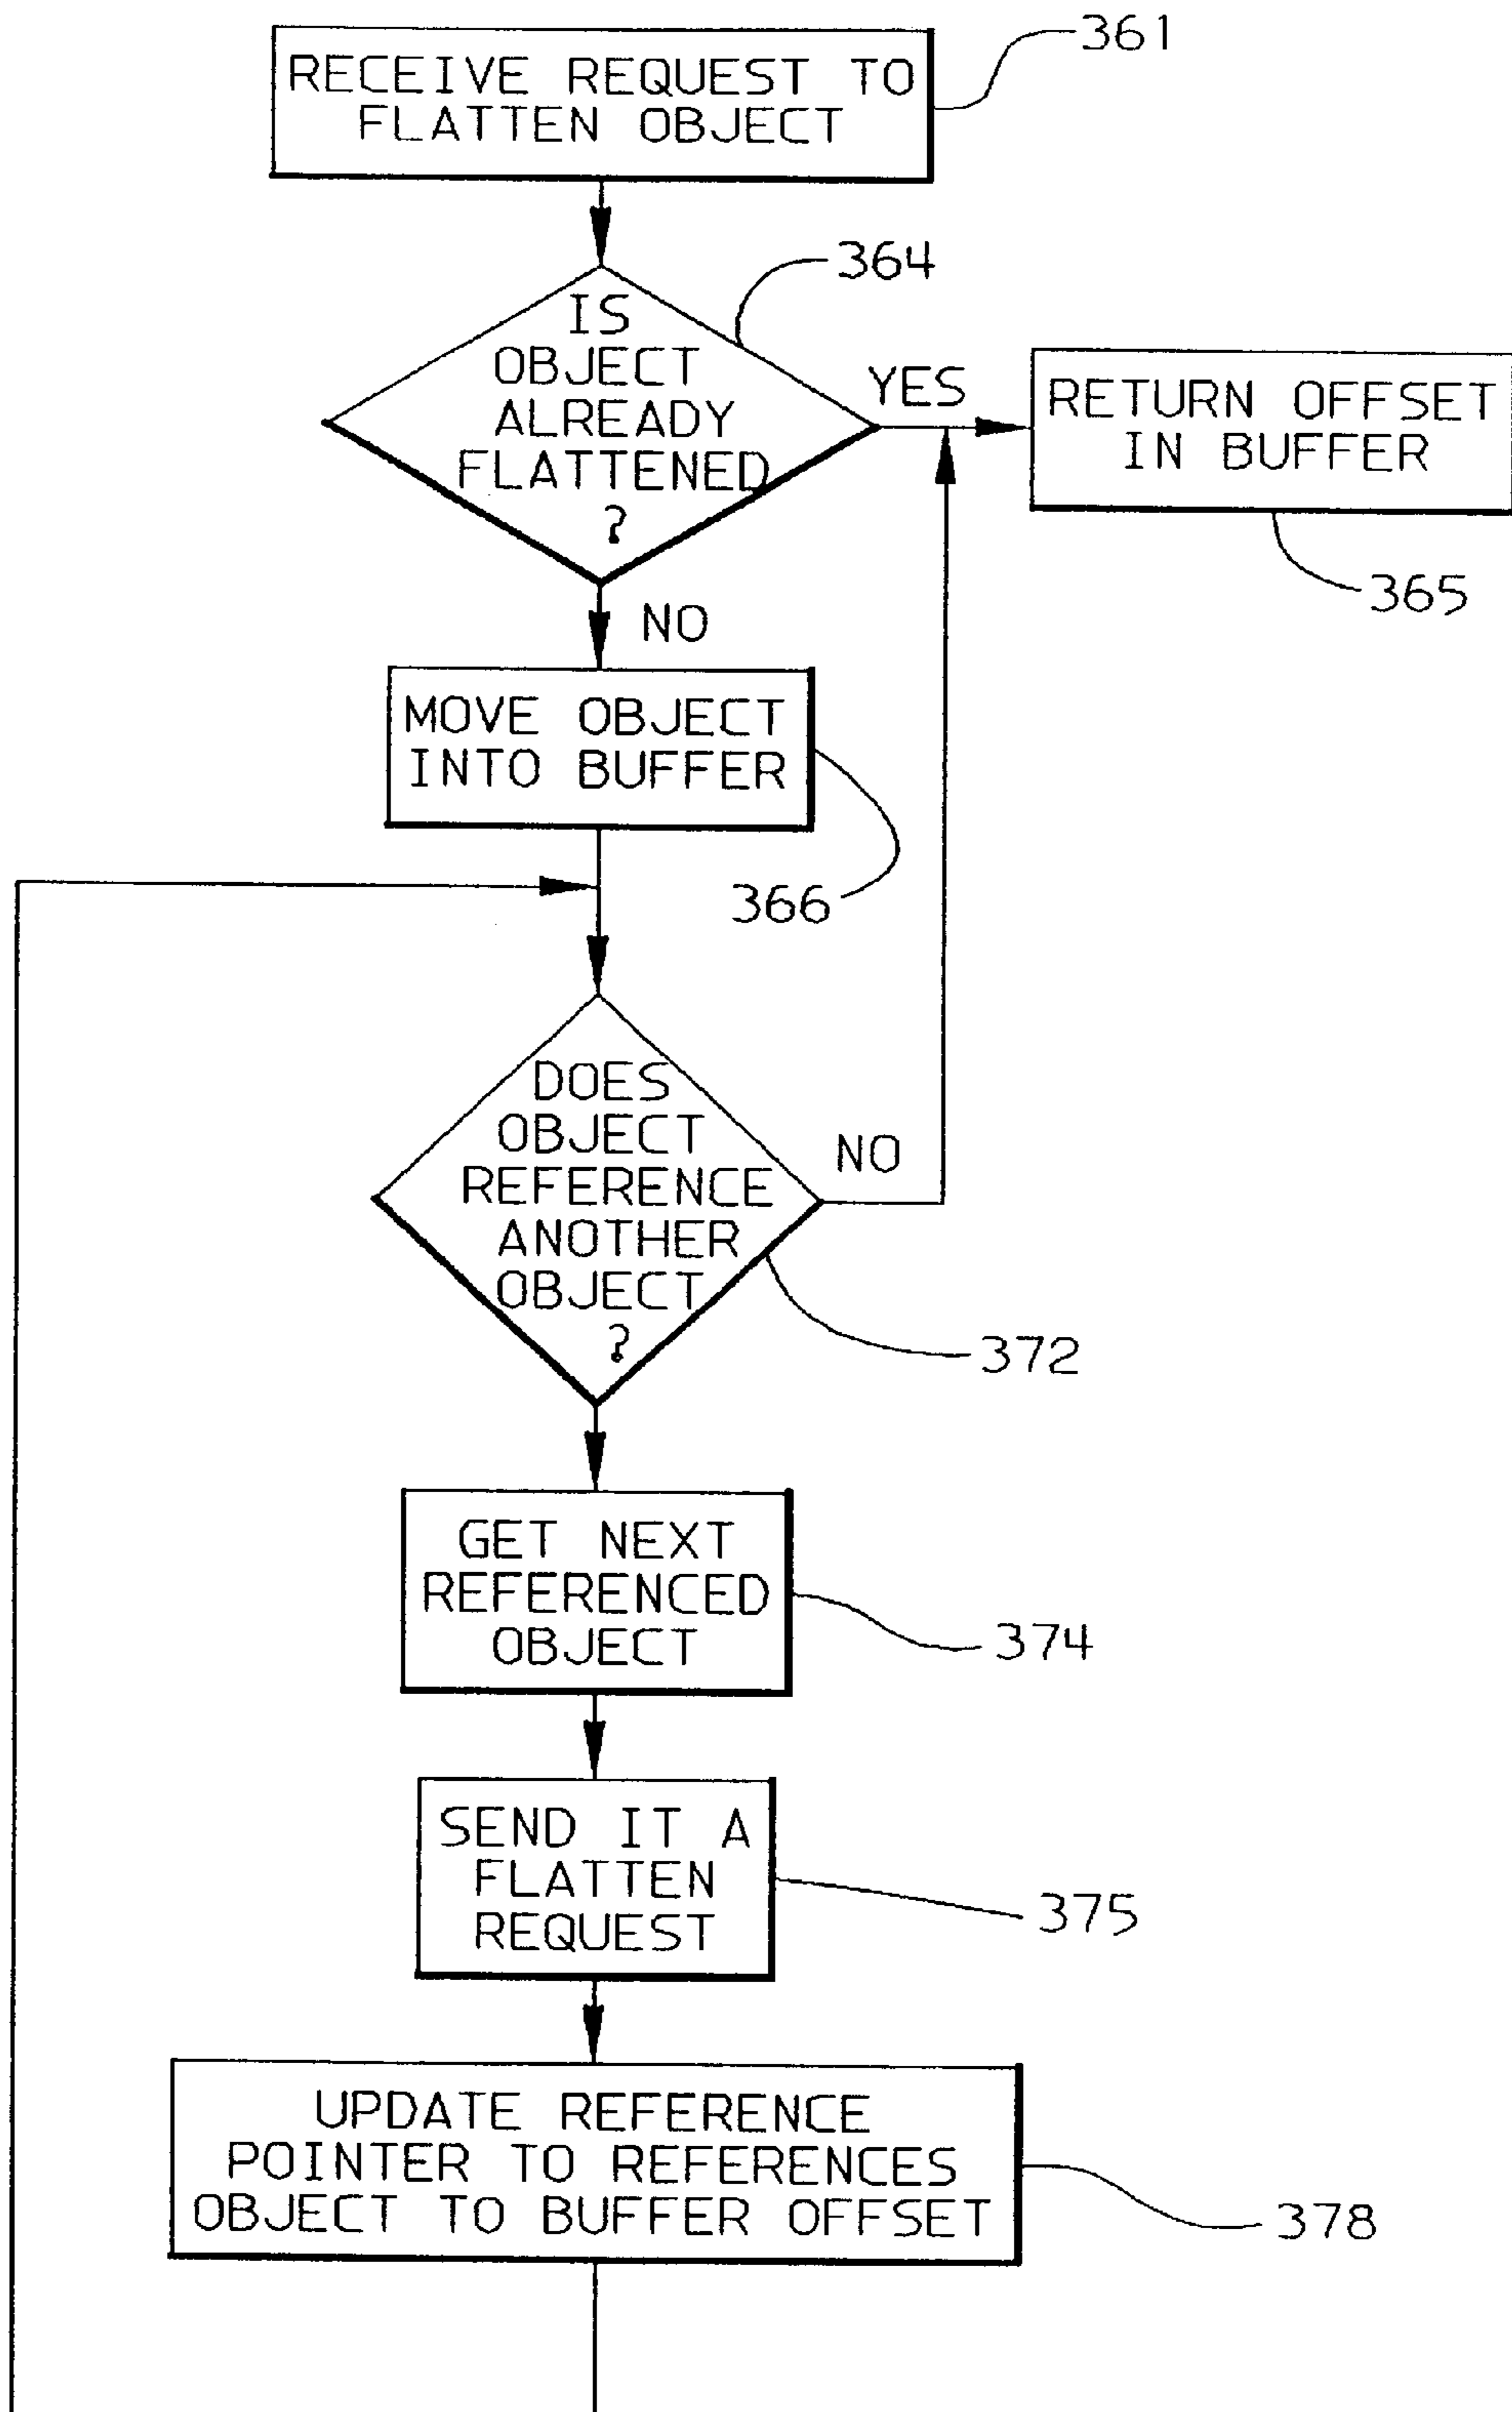 361
RECEIVE REQUEST TO
FLATTEN OBJECT
364
IS
OBJECT
ALREADY
FLATTENED
?
YES
RETURN OFFSET
IN BUFFER
365
NO
MOVE OBJECT
INTO BUFFER
366
DOES
OBJECT
REFERENCE
ANOTHER
OBJECT
?
NO
372
GET NEXT
REFERENCED
OBJECT
374
SEND IT A
FLATTEN
REQUEST
375
UPDATE REFERENCE
POINTER TO REFERENCES
OBJECT TO BUFFER OFFSET
378